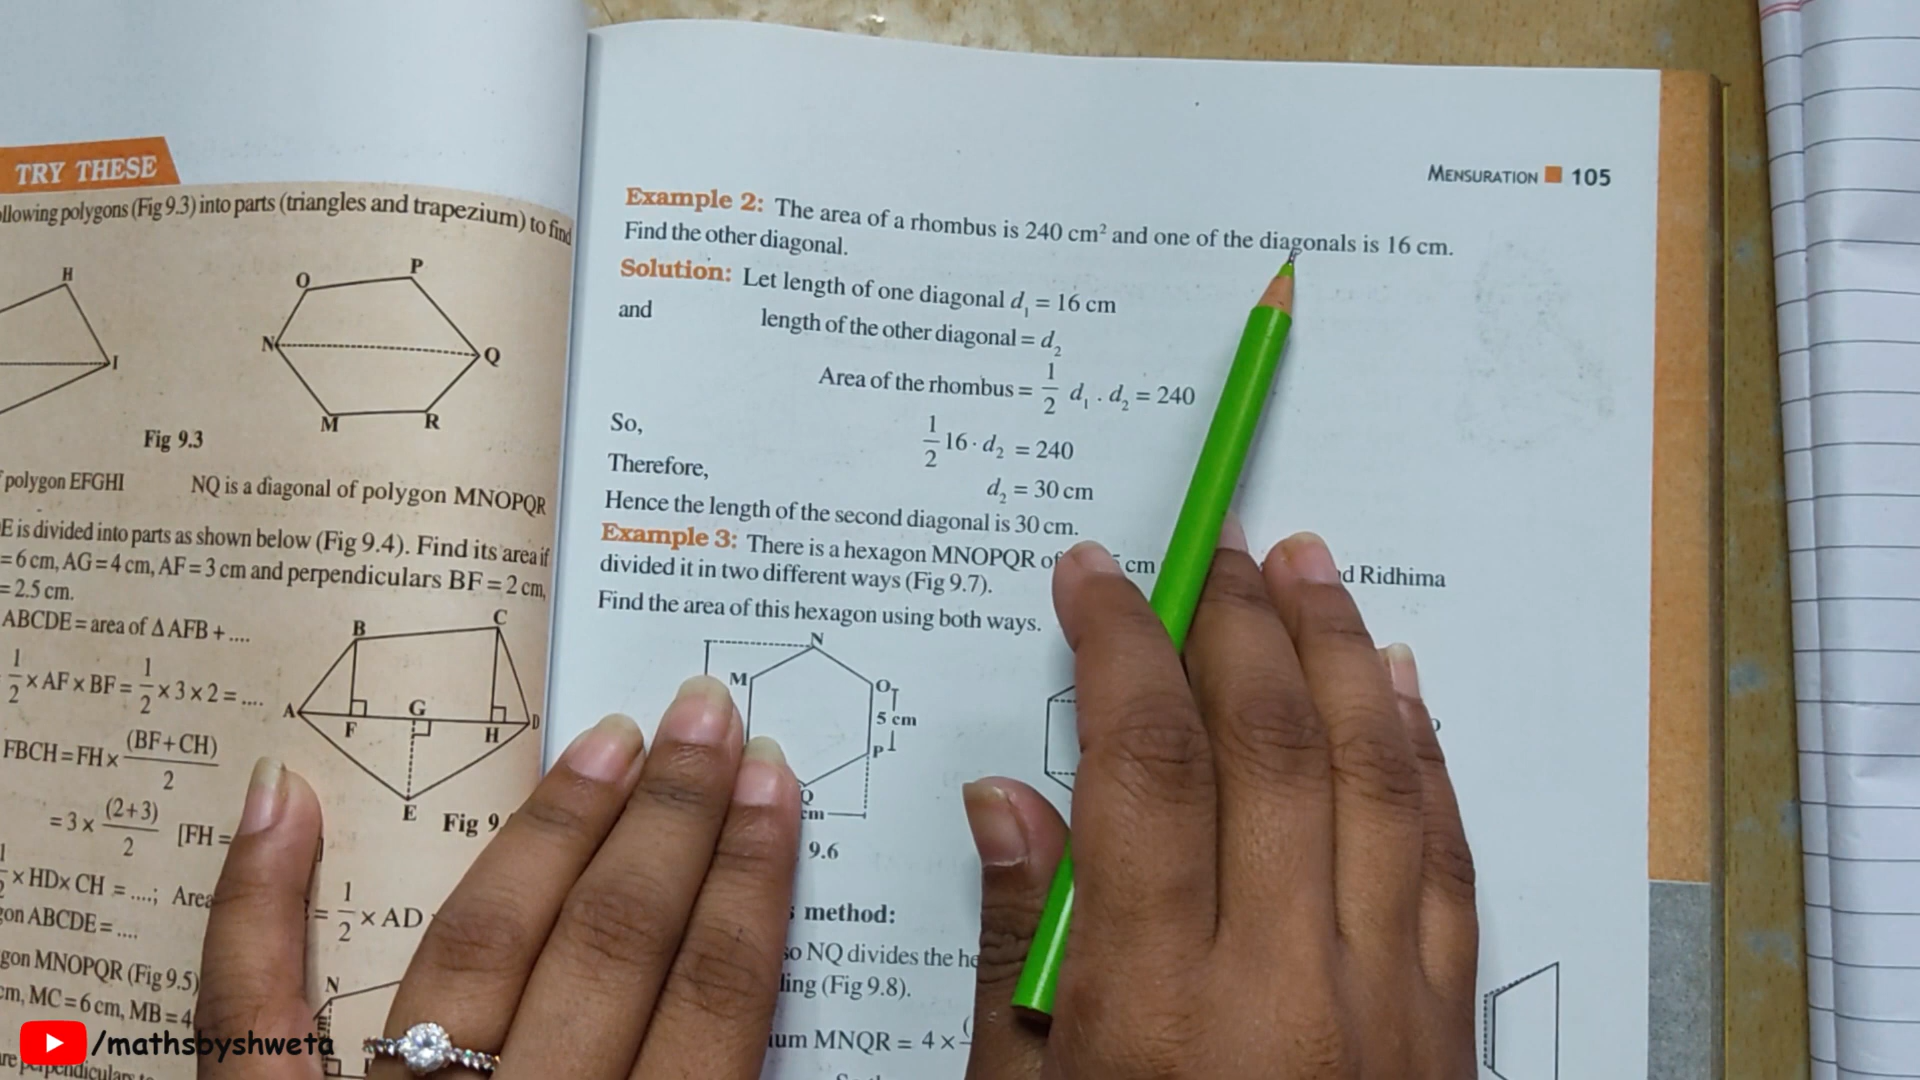 TRY THESE
llowing polygons (Fig 9.3) into parts (triangles and trapezium) to find
H
I
O
P
N
Q
M
R
Fig 9.3
polygon EFGHI
NQ is a diagonal of polygon MNOPQR
E is divided into parts as shown below (Fig 9.4). Find its area if
= 6 cm, AG = 4 cm, AF = 3 cm and perpendiculars BF = 2 cm,
= 2.5 cm.
ABCDE = area of Δ AFB + ....
1/2 × AF × BF = 1/2 × 3 × 2 = ....
FBCH = FH × (BF + CH)/2
= 3 × (2 + 3)/2 [FH =
× HD× CH = ....; Area
= 1/2 × AD
gon ABCDE = ....
B
C
A
F
G
H
D
E
Fig 9.
gon MNOPQR (Fig 9.5)
cm, MC = 6 cm, MB = 4
N
MENSURATION 105
Example 2: The area of a rhombus is 240 cm² and one of the diagonals is 16 cm.
Find the other diagonal.
Solution: Let length of one diagonal d₁ = 16 cm
and length of the other diagonal = d₂
Area of the rhombus = 1/2 d₁ . d₂ = 240
So, 1/2 16 · d₂ = 240
Therefore, d₂ = 30 cm
Hence the length of the second diagonal is 30 cm.
Example 3: There is a hexagon MNOPQR of cm d Ridhima
divided it in two different ways (Fig 9.7).
Find the area of this hexagon using both ways.
N
M
O
5 cm
P
Q
cm
9.6
method:
so NQ divides the he
ling (Fig 9.8).
ium MNQR = 4 ×
/mathsbyshweta